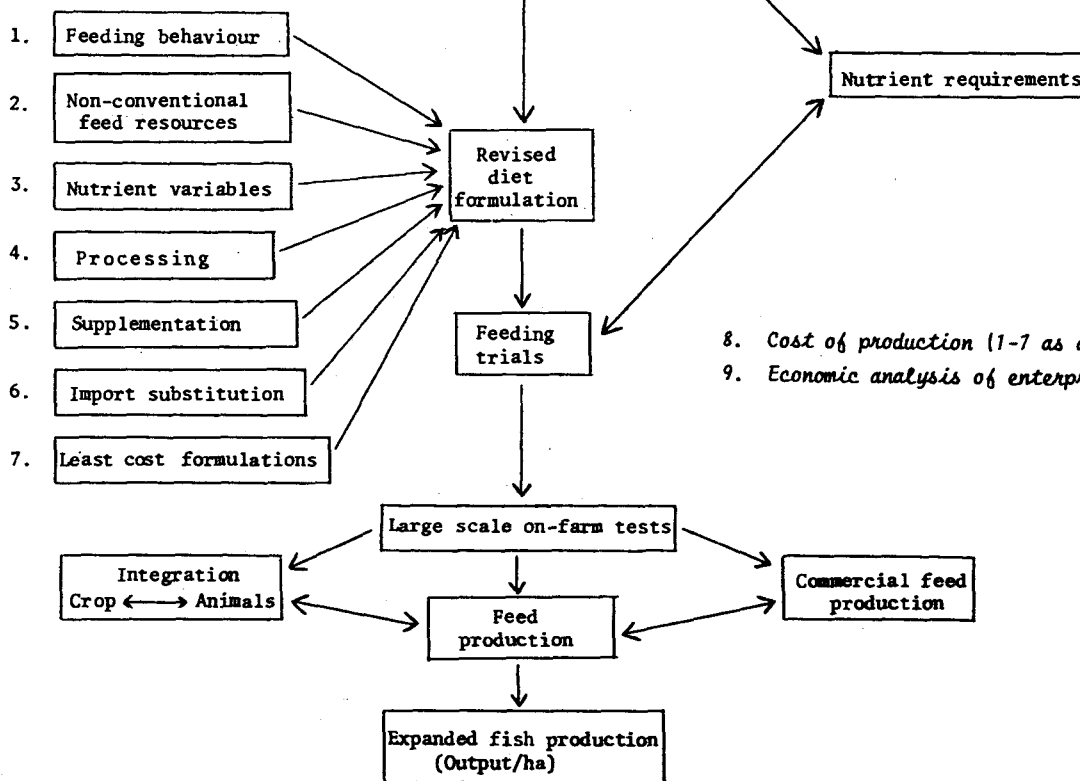 1. Feeding behaviour
2. Non-conventional
feed resources
3. Nutrient variables
4. Processing
5. Supplementation
6. Import substitution
7. Least cost formulations
Nutrient requirements
Revised
diet
formulation
Feeding
trials
8. Cost of production (1-7 as
9. Economic analysis of
Large scale on-farm tests
Integration
Crop ⟷ Animals
Feed
production
Commercial feed
production
Expanded fish production
(Output/ha)